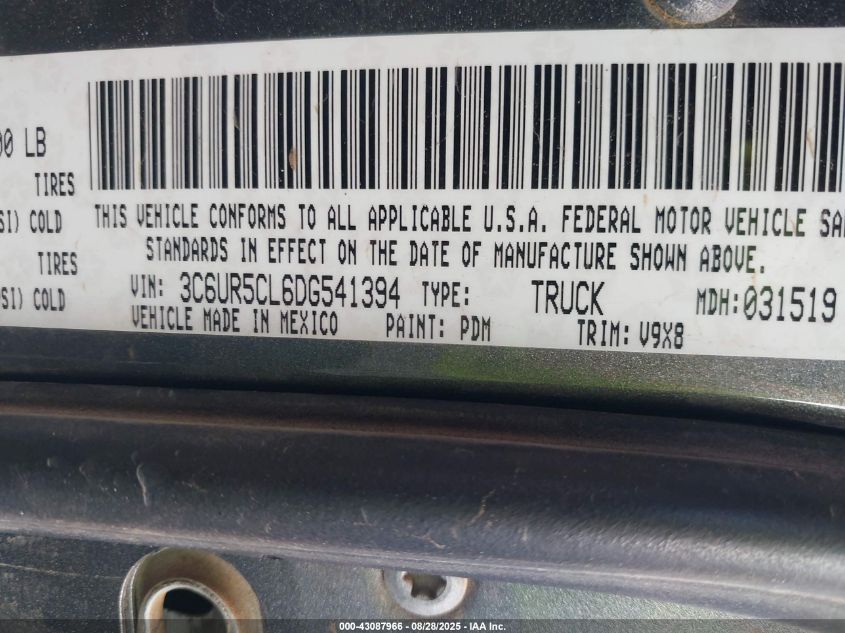 00 LB
TIRES
SI) COLD
THIS VEHICLE CONFORMS TO ALL APPLICABLE U.S.A. FEDERAL MOTOR VEHICLE SA
STANDARDS IN EFFECT ON THE DATE OF MANUFACTURE SHOWN ABOVE.
TIRES
PSI) COLD
VIN: 3C6UR5CL6DG541394 TYPE: TRUCK MDH:031519
VEHICLE MADE IN MEXICO PAINT: PDM TRIM: V9X8
000-43087966 - 08/28/2025 - IAA Inc.